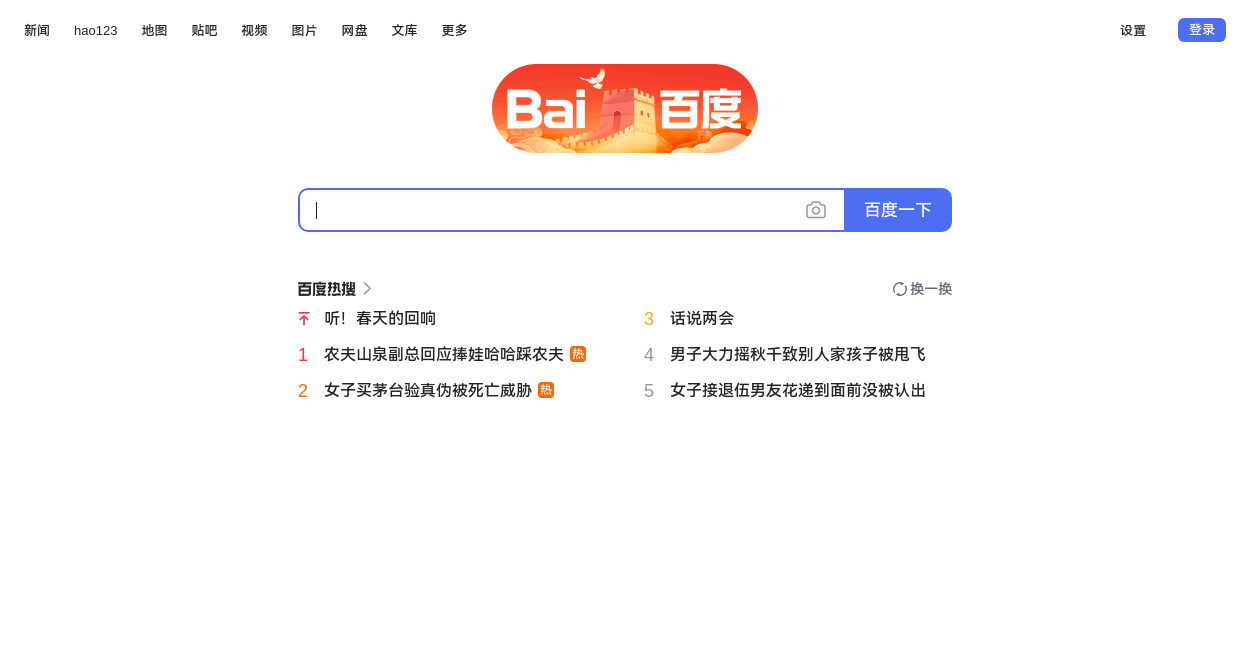 新闻 hao123 地图 贴吧 视频 图片 网盘 文库 更多 设置 登录
Bai 百度
百度一下
百度热搜 换一换
听！春天的回响
3 话说两会
1 农夫山泉副总回应捧娃哈哈踩农夫 热
4 男子大力摇秋千致别人家孩子被甩飞
2 女子买茅台验真伪被死亡威胁 热
5 女子接退伍男友花递到面前没被认出